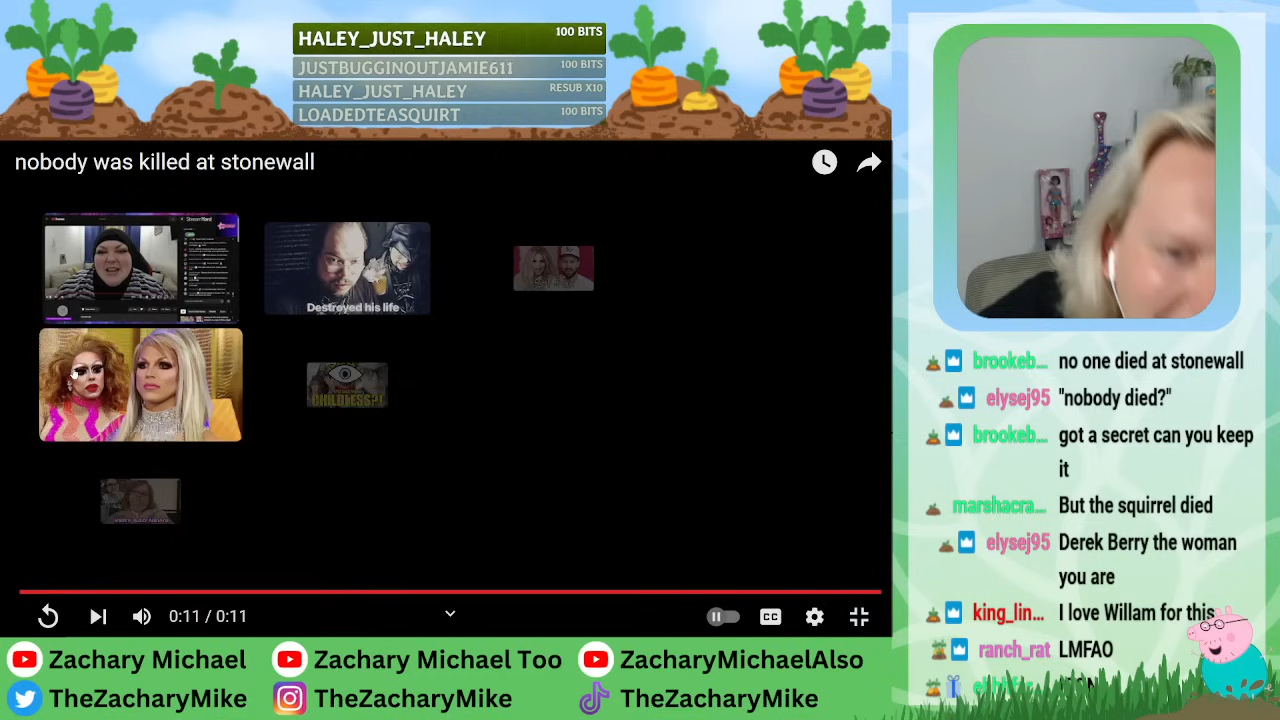 HALEY_JUST_HALEY 100 BITS
JUSTBUGGINOUTJAMIE611 100 BITS
HALEY_JUST_HALEY RESUB X10
LOADEDTEASQUIRT 100 BITS
nobody was killed at stonewall
Destroyed his life
CHILDLESS?!
0:11 / 0:11
CC
brookeb... no one died at stonewall
elysej95 "nobody died?"
brookeb... got a secret can you keep
it
marshacra... But the squirrel died
elysej95 Derek Berry the woman
you are
king_lin... I love Willam for this
ranch_rat LMFAO
Zachary Michael
Zachary Michael Too
ZacharyMichaelAlso
TheZacharyMike
TheZacharyMike
TheZacharyMike